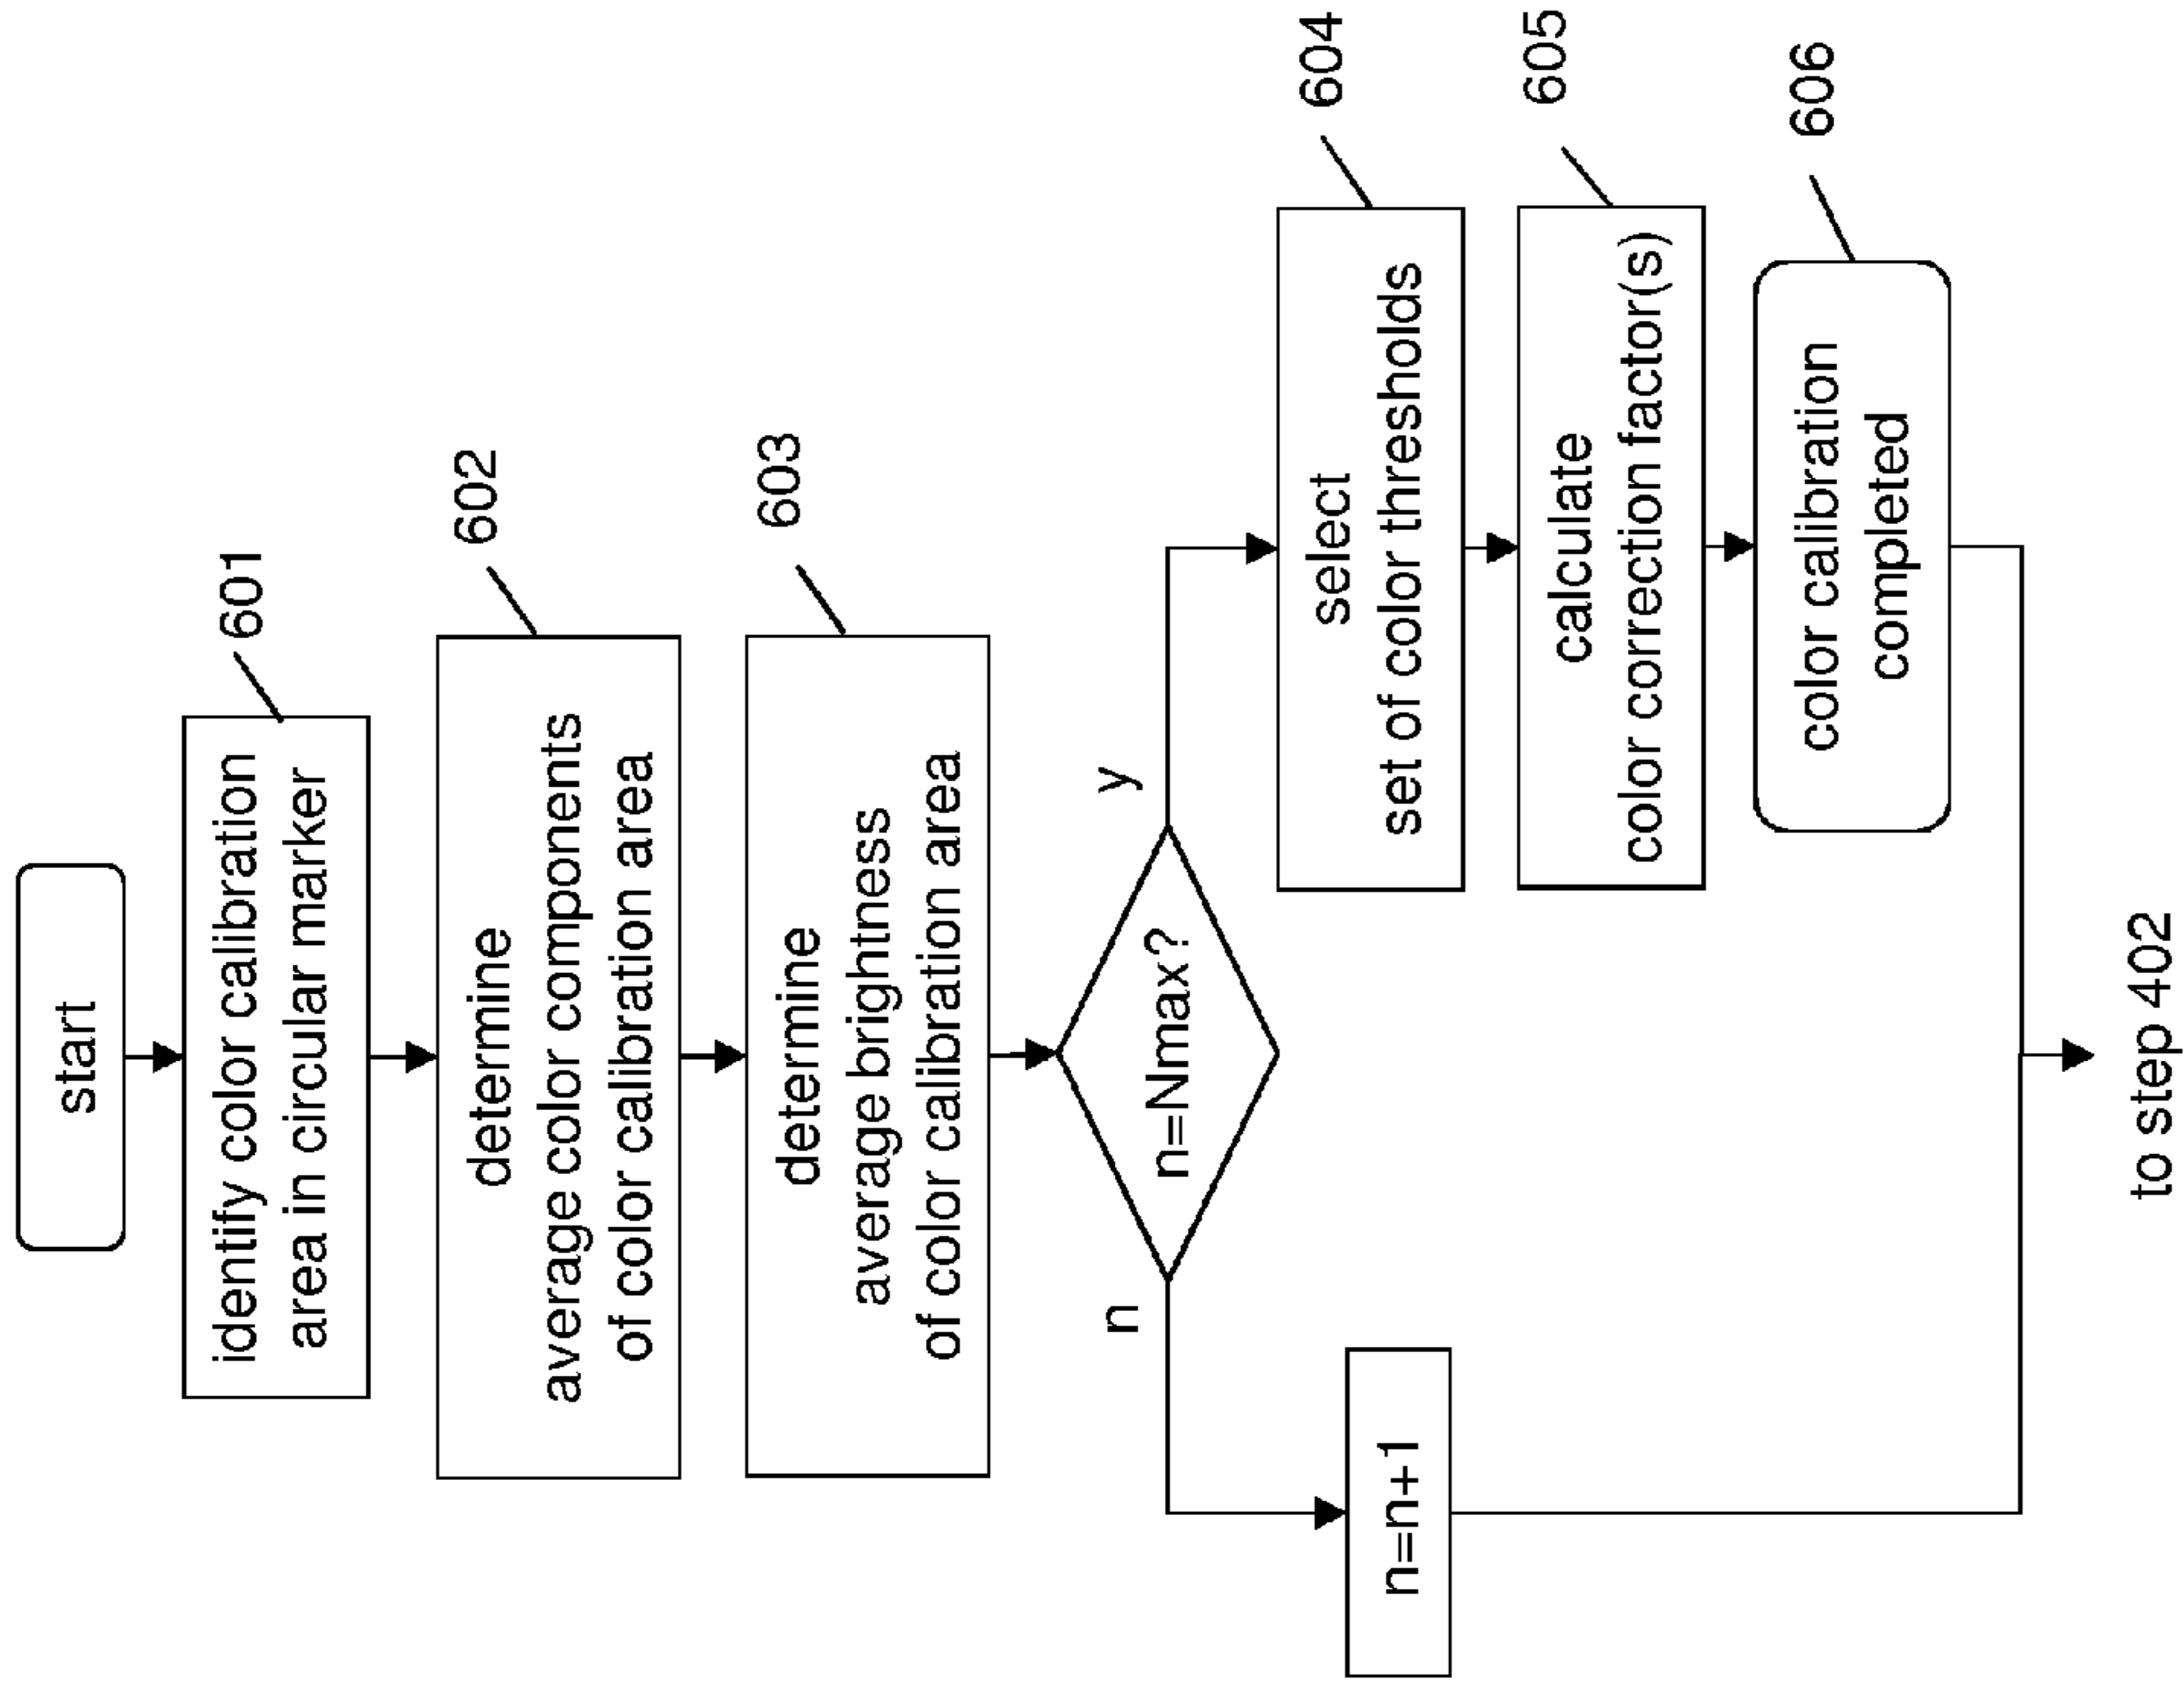 start
identify color calibration
area in circular marker
601
determine
average color components
of color calibration area
602
determine
average brightness
of color calibration area
603
n=Nmax?
n
y
n=n+1
select
set of color thresholds
604
calculate
color correction factor(s)
605
color calibration
completed
606
to step 402